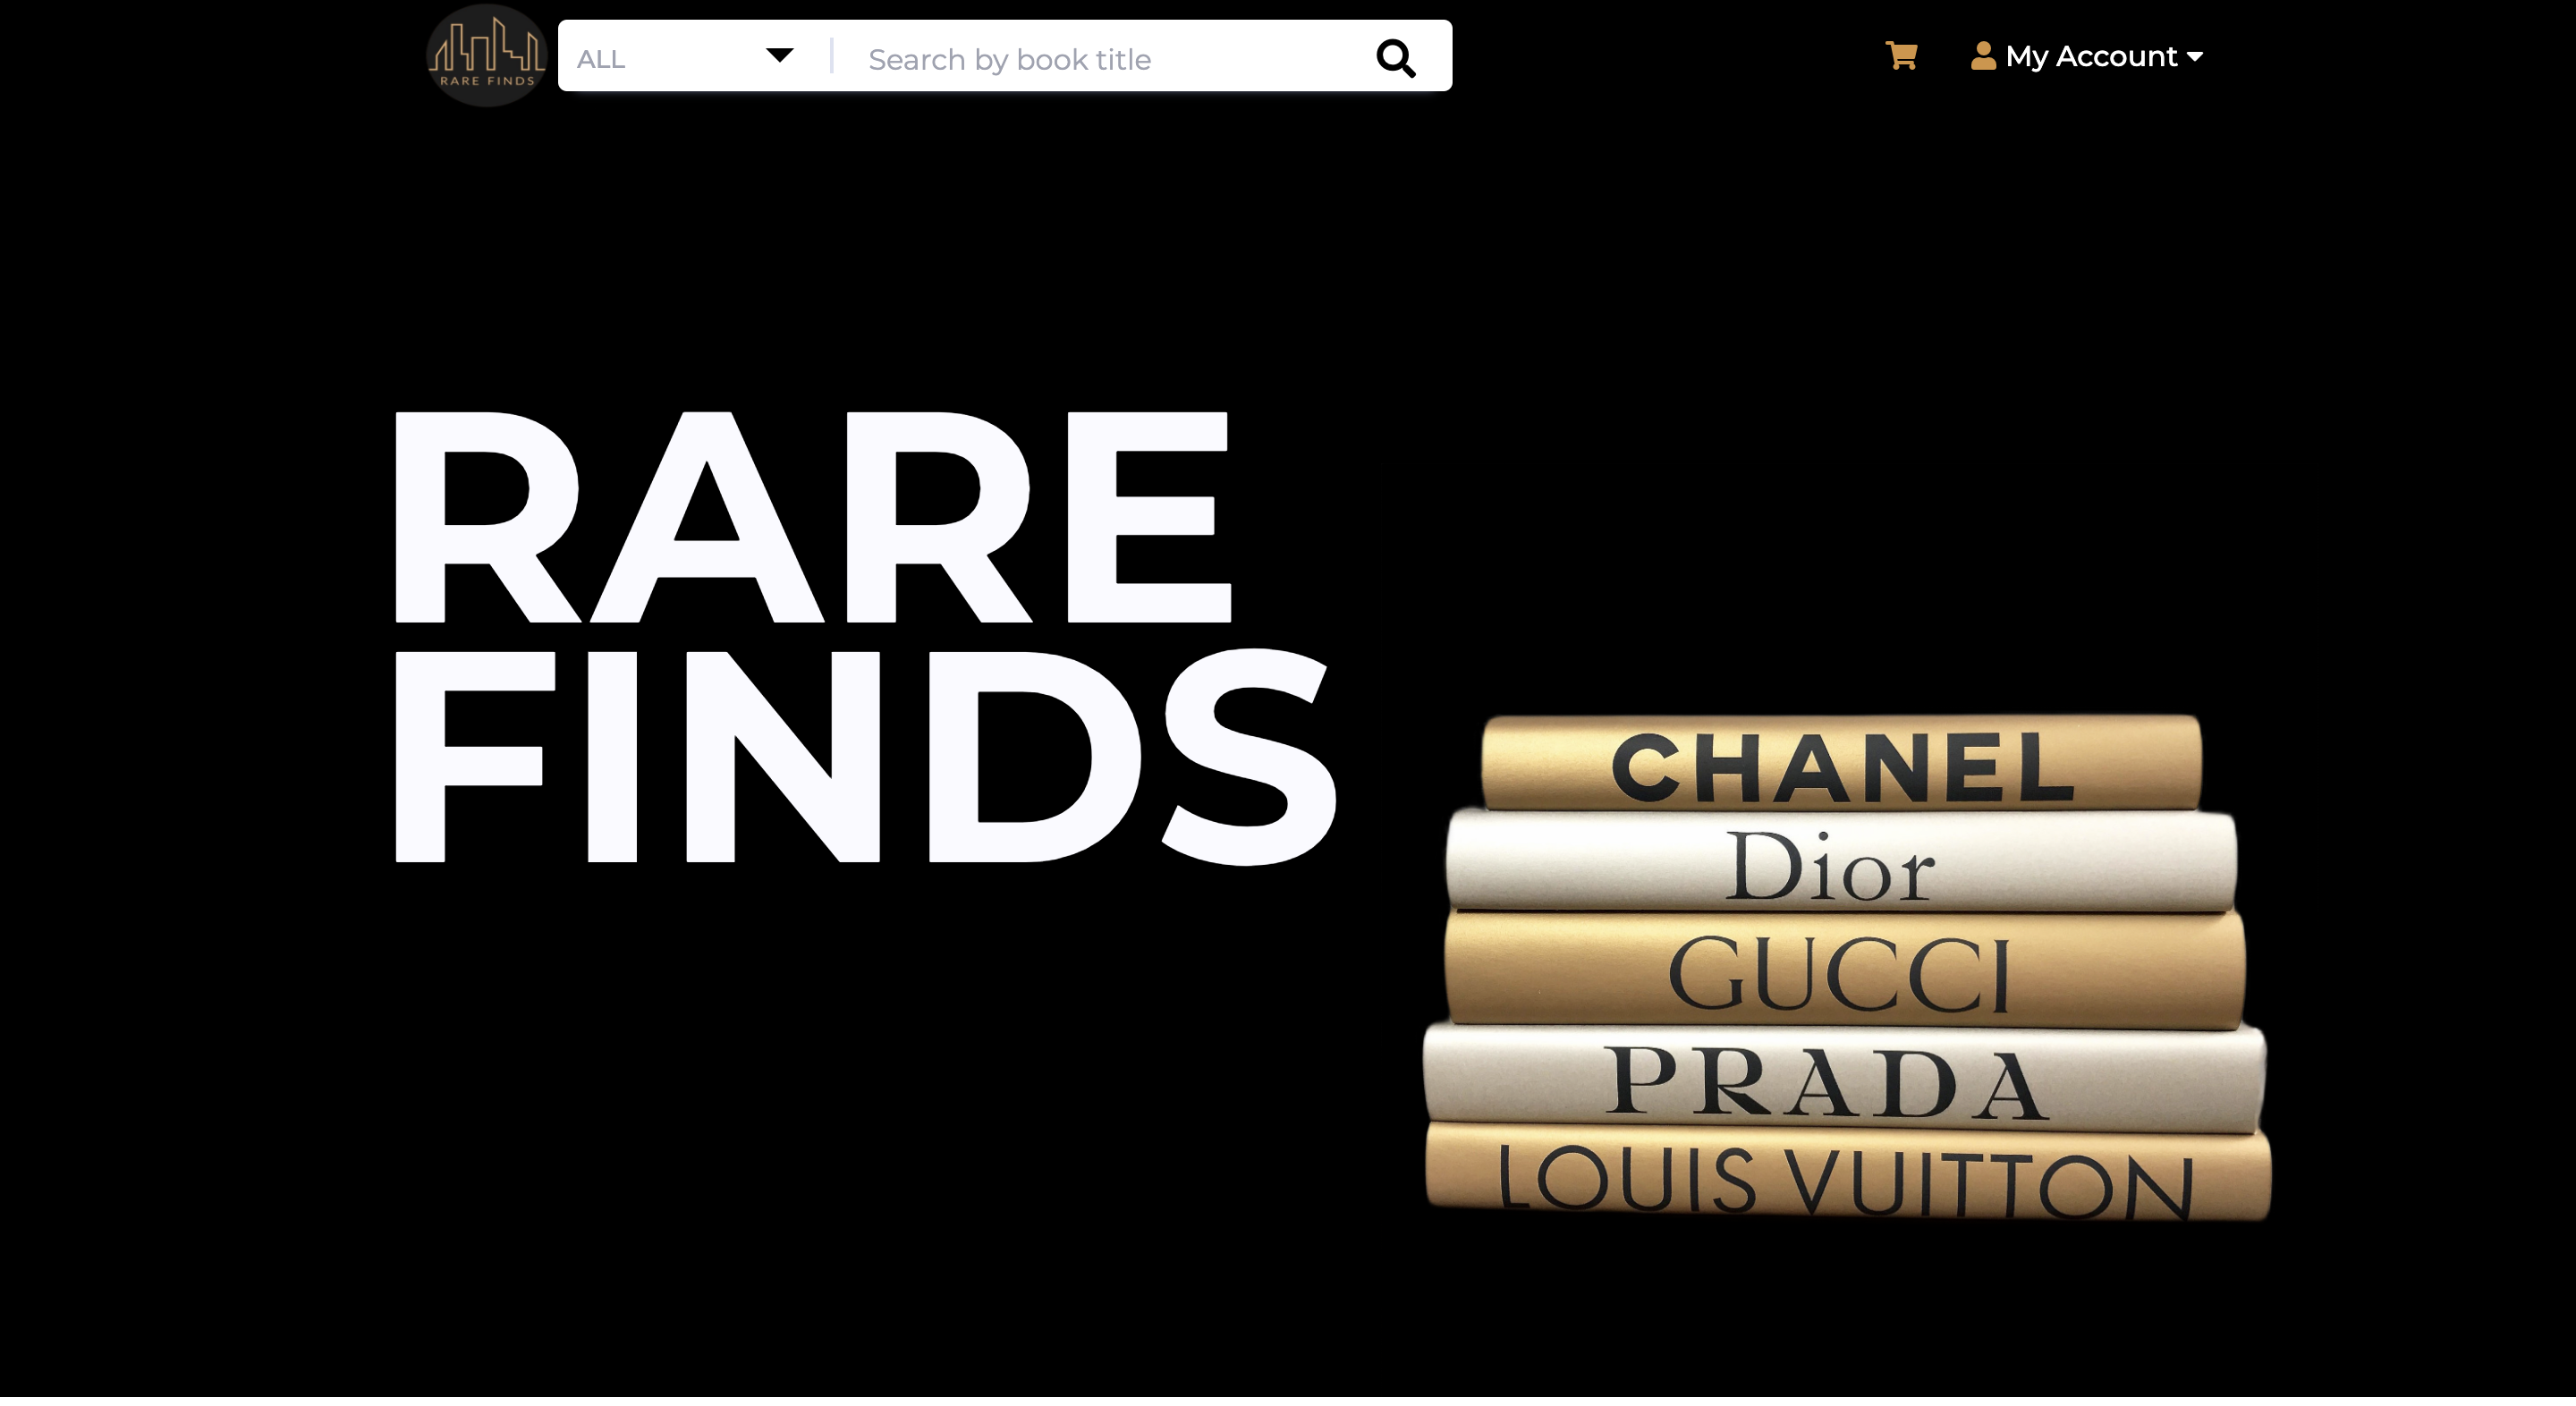 RARE FINDS
ALL
Search by book title
My Account
RARE
FINDS
CHANEL
Dior
GUCCI
PRADA
LOUIS VUITTON